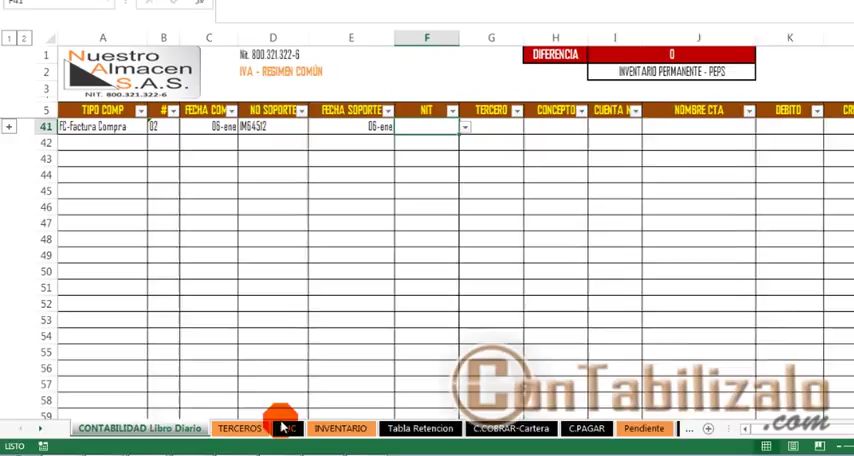 F41
A B C D E F G H I J K
1 2
1 Nuestro Nit. 800.321.322-6 DIFERENCIA 0
2 Almacen IVA - REGIMEN COMÚN INVENTARIO PERMANENTE - PEPS
3 S.A.S.
NIT. 800.321.322-6
5 TIPO COMP # FECHA COM NO SOPORTE FECHA SOPORTE NIT TERCERO CONCEPTO CUENTA N NOMBRE CTA DEBITO CR
41 FC-Factura Compra 02 06-ene IM64512 06-ene
42
43
44
45
46
47
48
49
50
51
52
53
54
55
56
57
58
59
ConTabilizalo
.com
CONTABILIDAD Libro Diario TERCEROS INVENTARIO Tabla Retencion C.COBRAR-Cartera C.PAGAR Pendiente ...
LISTO